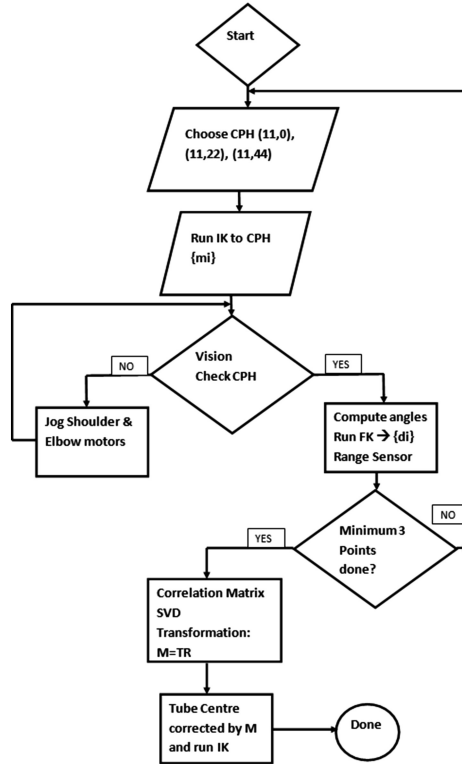 Start
Choose CPH (11,0),
(11,22), (11,44)
Run IK to CPH
{mi}
Vision
Check CPH
NO
YES
Jog Shoulder &
Elbow motors
Compute angles
Run FK → {di}
Range Sensor
Minimum 3
Points
done?
YES
NO
Correlation Matrix
SVD
Transformation:
M=TR
Tube Centre
corrected by M
and run IK
Done